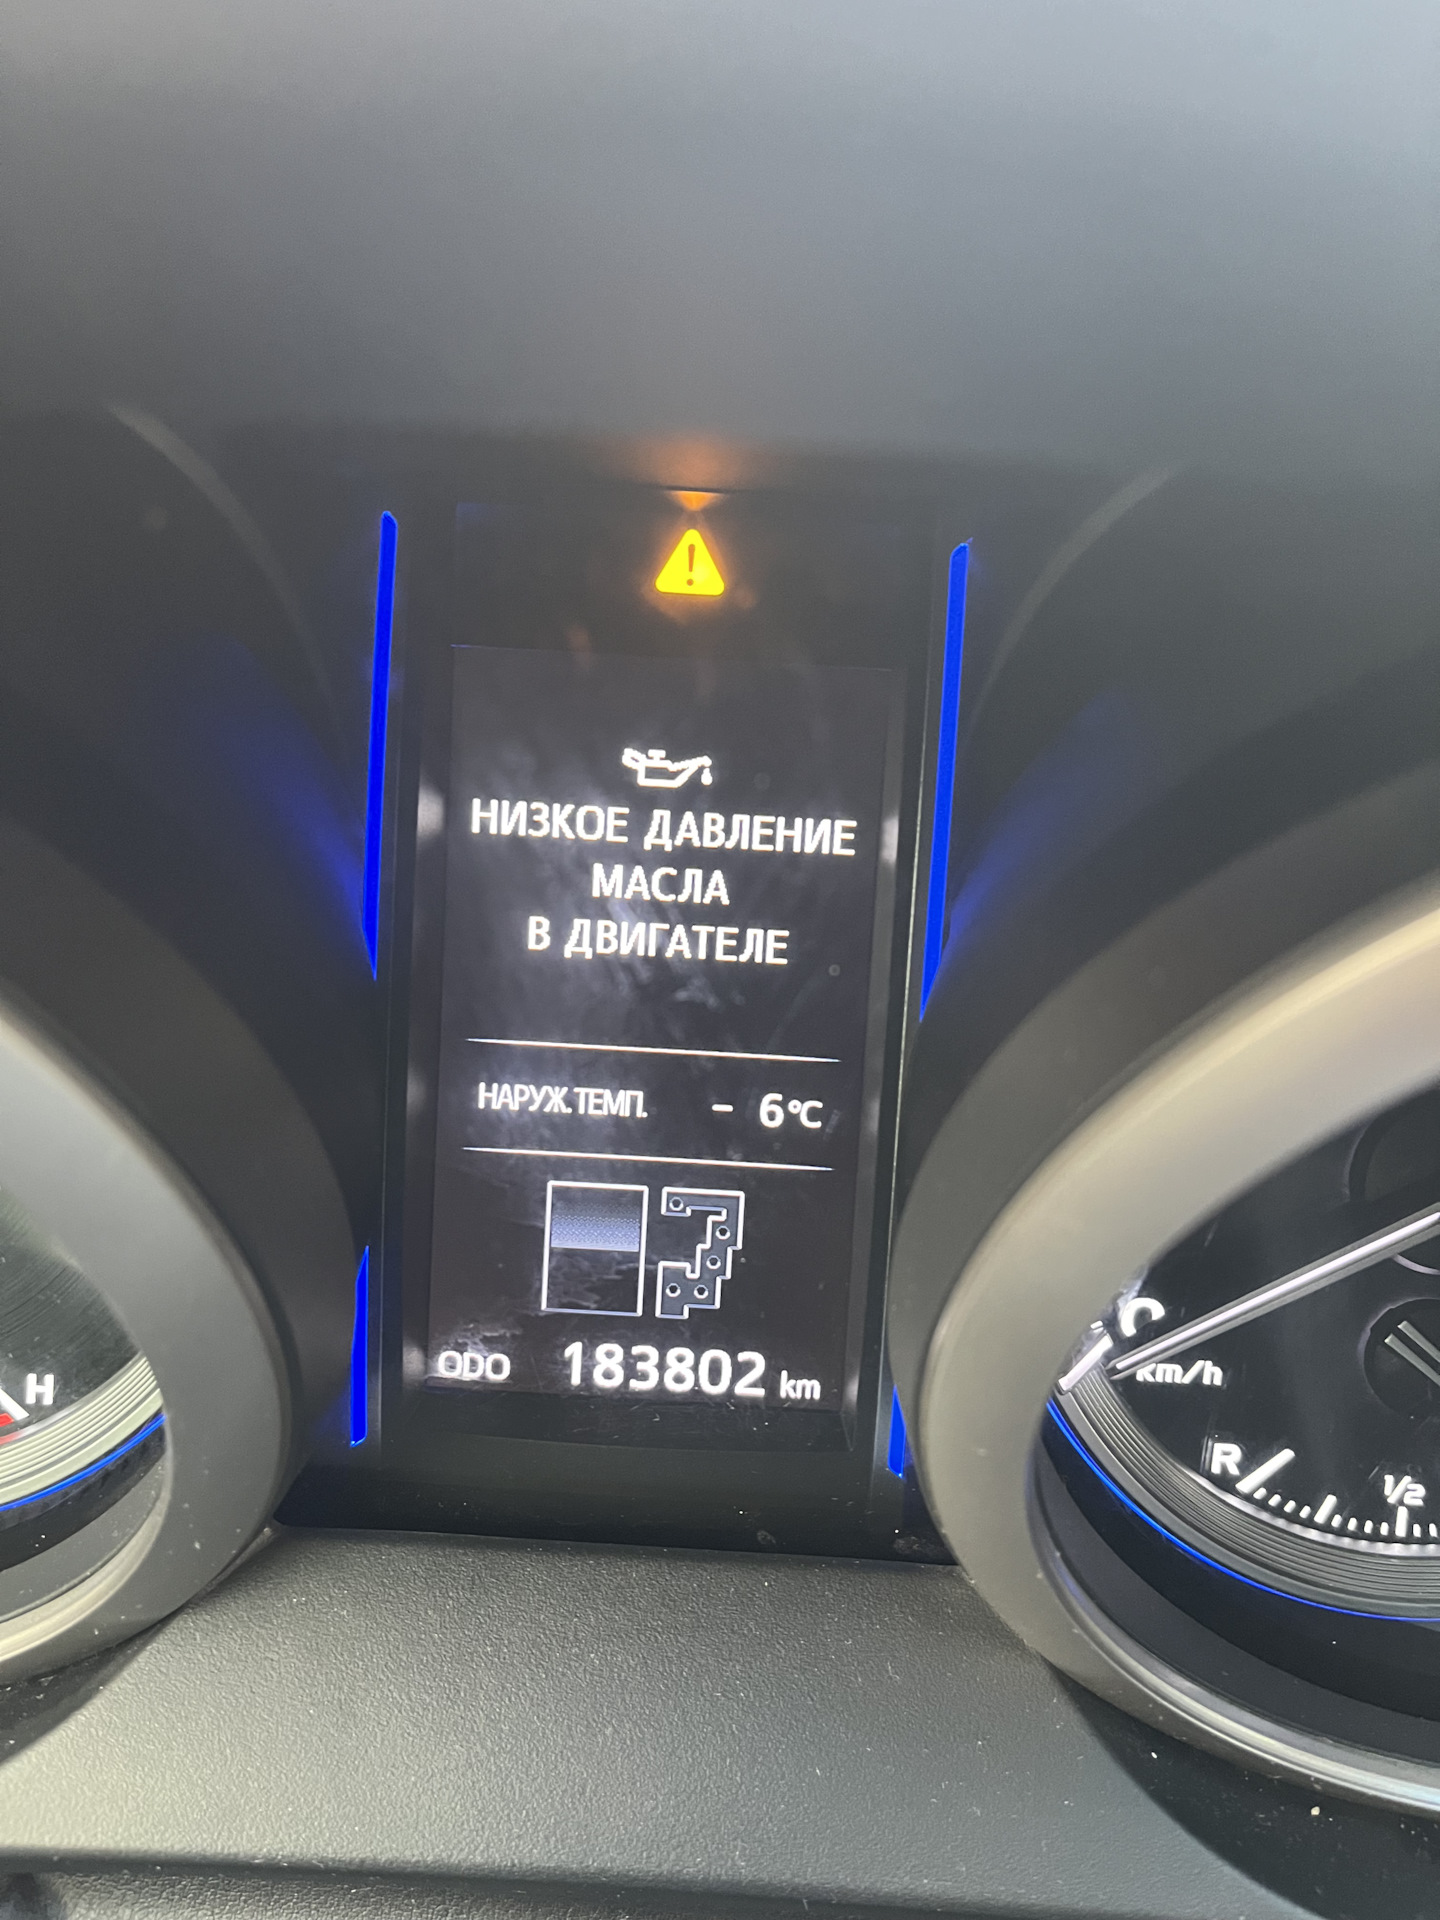 НИЗКОЕ ДАВЛЕНИЕ
МАСЛА
В ДВИГАТЕЛЕ
НАРУЖ.ТЕМП. - 6°C
ODO 183802 km
H
km/h
R
1/2